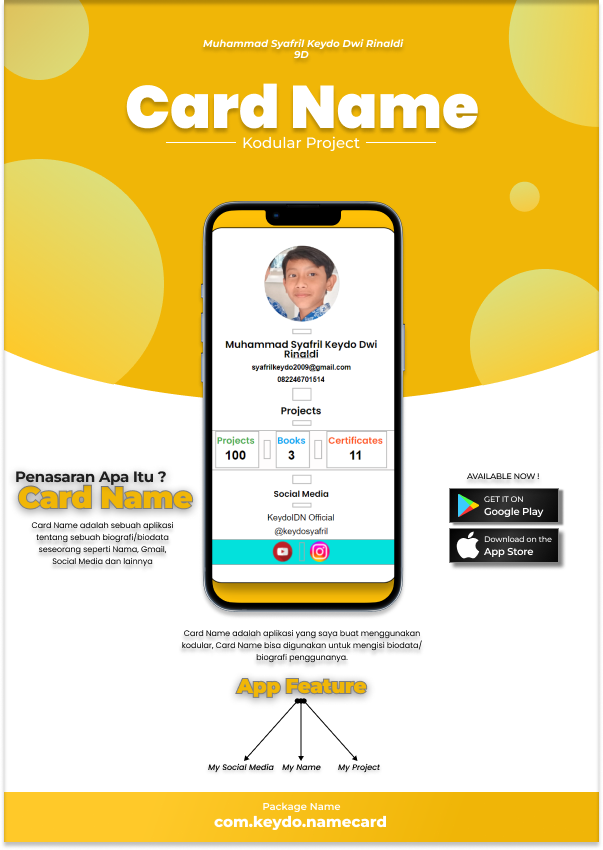 Muhammad Syafril Keydo Dwi Rinaldi
9D
Card Name
Kodular Project
Muhammad Syafril Keydo Dwi
Rinaldi
syafrilkeydo2009@gmail.com
082246701514
Projects
Projects Books Certificates
100 3 11
Social Media
KeydoIDN Official
@keydosyafril
Penasaran Apa Itu ?
Card Name
Card Name adalah sebuah aplikasi
tentang sebuah biografi/biodata
seseorang seperti Nama, Gmail,
Social Media dan lainnya
AVAILABLE NOW !
GET IT ON
Google Play
Download on the
App Store
Card Name adalah aplikasi yang saya buat menggunakan
kodular, Card Name bisa digunakan untuk mengisi biodata/
biografi penggunanya.
App Feature
My Social Media My Name My Project
Package Name
com.keydo.namecard